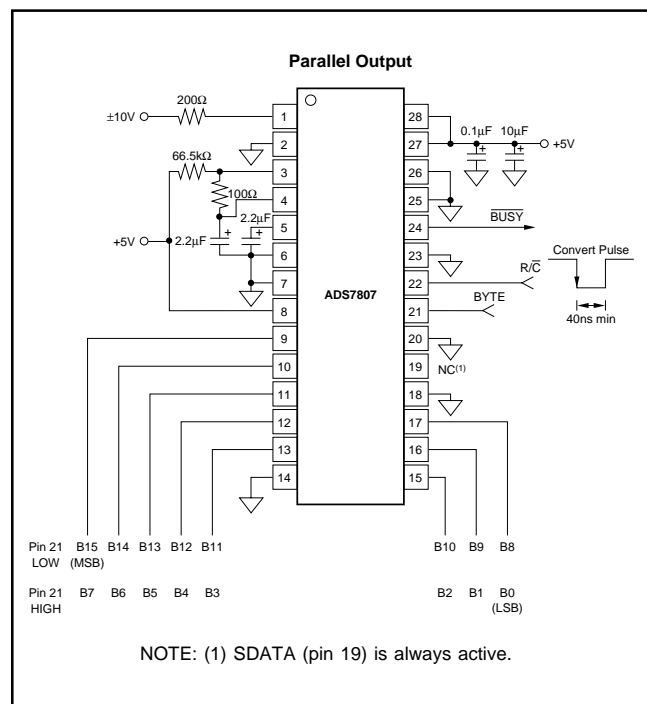 Parallel Output
200Ω
±10V
66.5kΩ
100Ω
2.2μF
2.2μF
+5V
1
2
3
4
5
6
7
8
9
10
11
12
13
14
ADS7807
28
27
26
25
24
23
22
21
20
19
18
17
16
15
0.1μF
10μF
+5V
BUSY
R/C
Convert Pulse
40ns min
BYTE
NC(1)
Pin 21 B15 B14 B13 B12 B11 B10 B9 B8
LOW (MSB)
Pin 21 B7 B6 B5 B4 B3 B2 B1 B0
HIGH (LSB)
NOTE: (1) SDATA (pin 19) is always active.